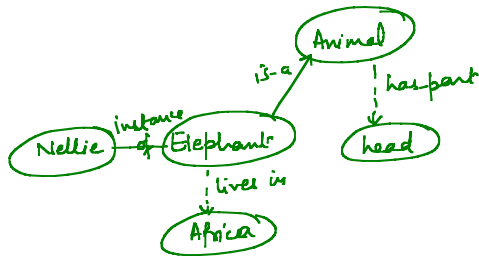 Animal
is-a
has-part
instance
of
Nellie
Elephant
head
lives in
Africa